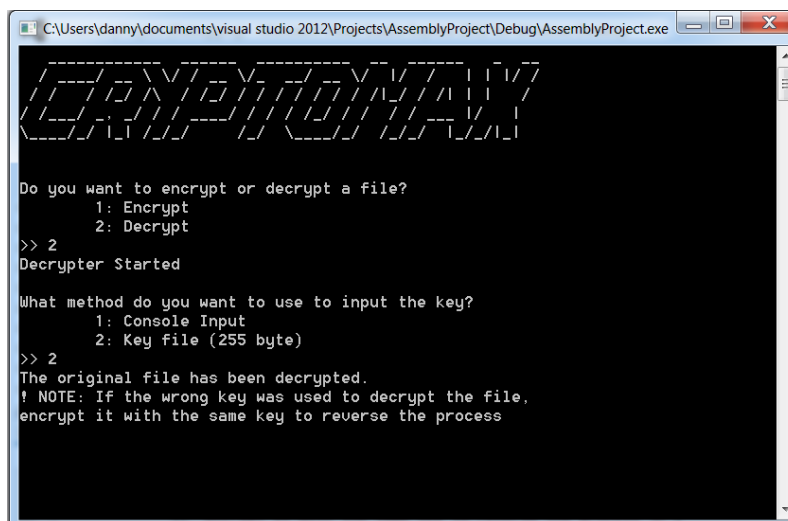 C:\Users\danny\documents\visual studio 2012\Projects\AssemblyProject\Debug\AssemblyProject.exe
CRYPTOMAX
Do you want to encrypt or decrypt a file?
1: Encrypt
2: Decrypt
>> 2
Decrypter Started
What method do you want to use to input the key?
1: Console Input
2: Key file (255 byte)
>> 2
The original file has been decrypted.
! NOTE: If the wrong key was used to decrypt the file,
encrypt it with the same key to reverse the process